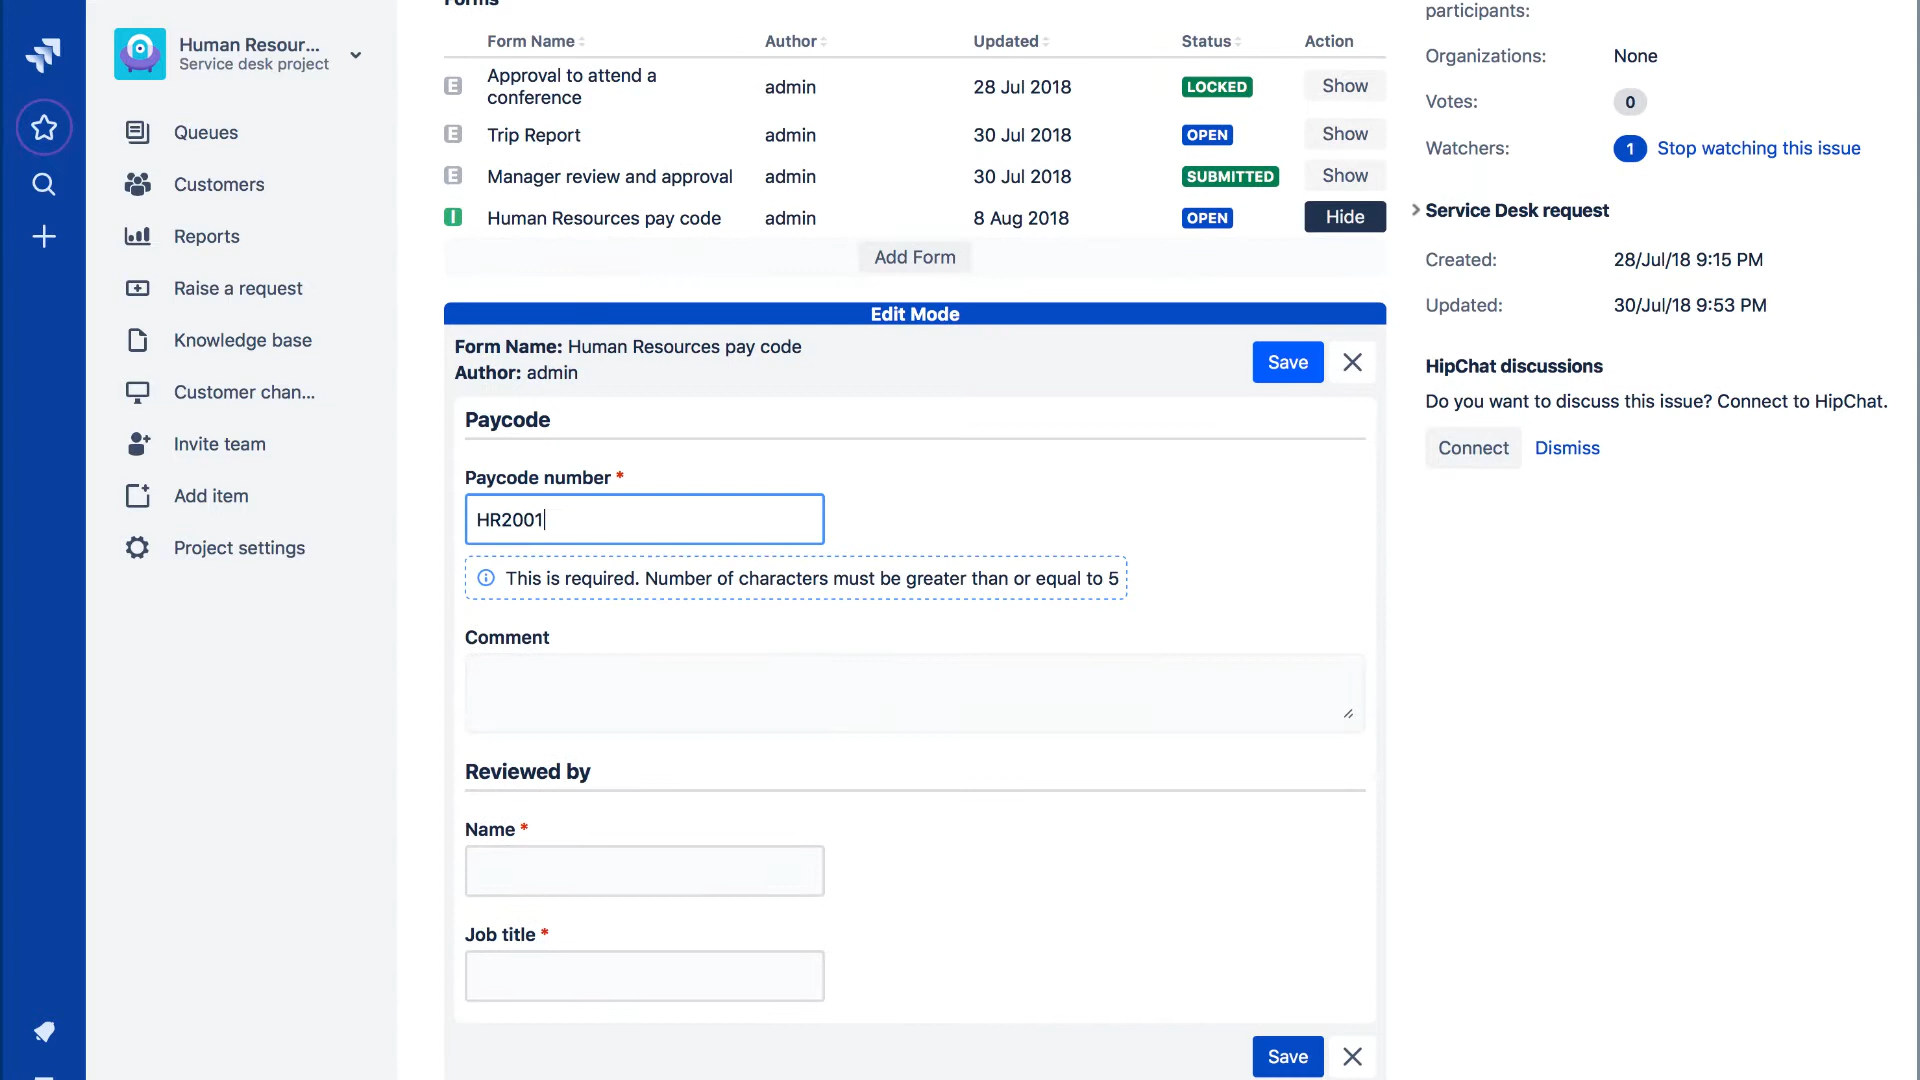 Human Resour...
Service desk project
Queues
Customers
Reports
Raise a request
Knowledge base
Customer chan...
Invite team
Add item
Project settings
Forms
Form Name Author Updated Status Action
E Approval to attend a
conference admin 28 Jul 2018 LOCKED Show
E Trip Report admin 30 Jul 2018 OPEN Show
E Manager review and approval admin 30 Jul 2018 SUBMITTED Show
I Human Resources pay code admin 8 Aug 2018 OPEN Hide
Add Form
Edit Mode
Form Name: Human Resources pay code
Author: admin
Save
Paycode
Paycode number *
HR2001
This is required. Number of characters must be greater than or equal to 5
Comment
Reviewed by
Name *
Job title *
Save
participants:
Organizations: None
Votes: 0
Watchers: 1 Stop watching this issue
Service Desk request
Created: 28/Jul/18 9:15 PM
Updated: 30/Jul/18 9:53 PM
HipChat discussions
Do you want to discuss this issue? Connect to HipChat.
Connect Dismiss